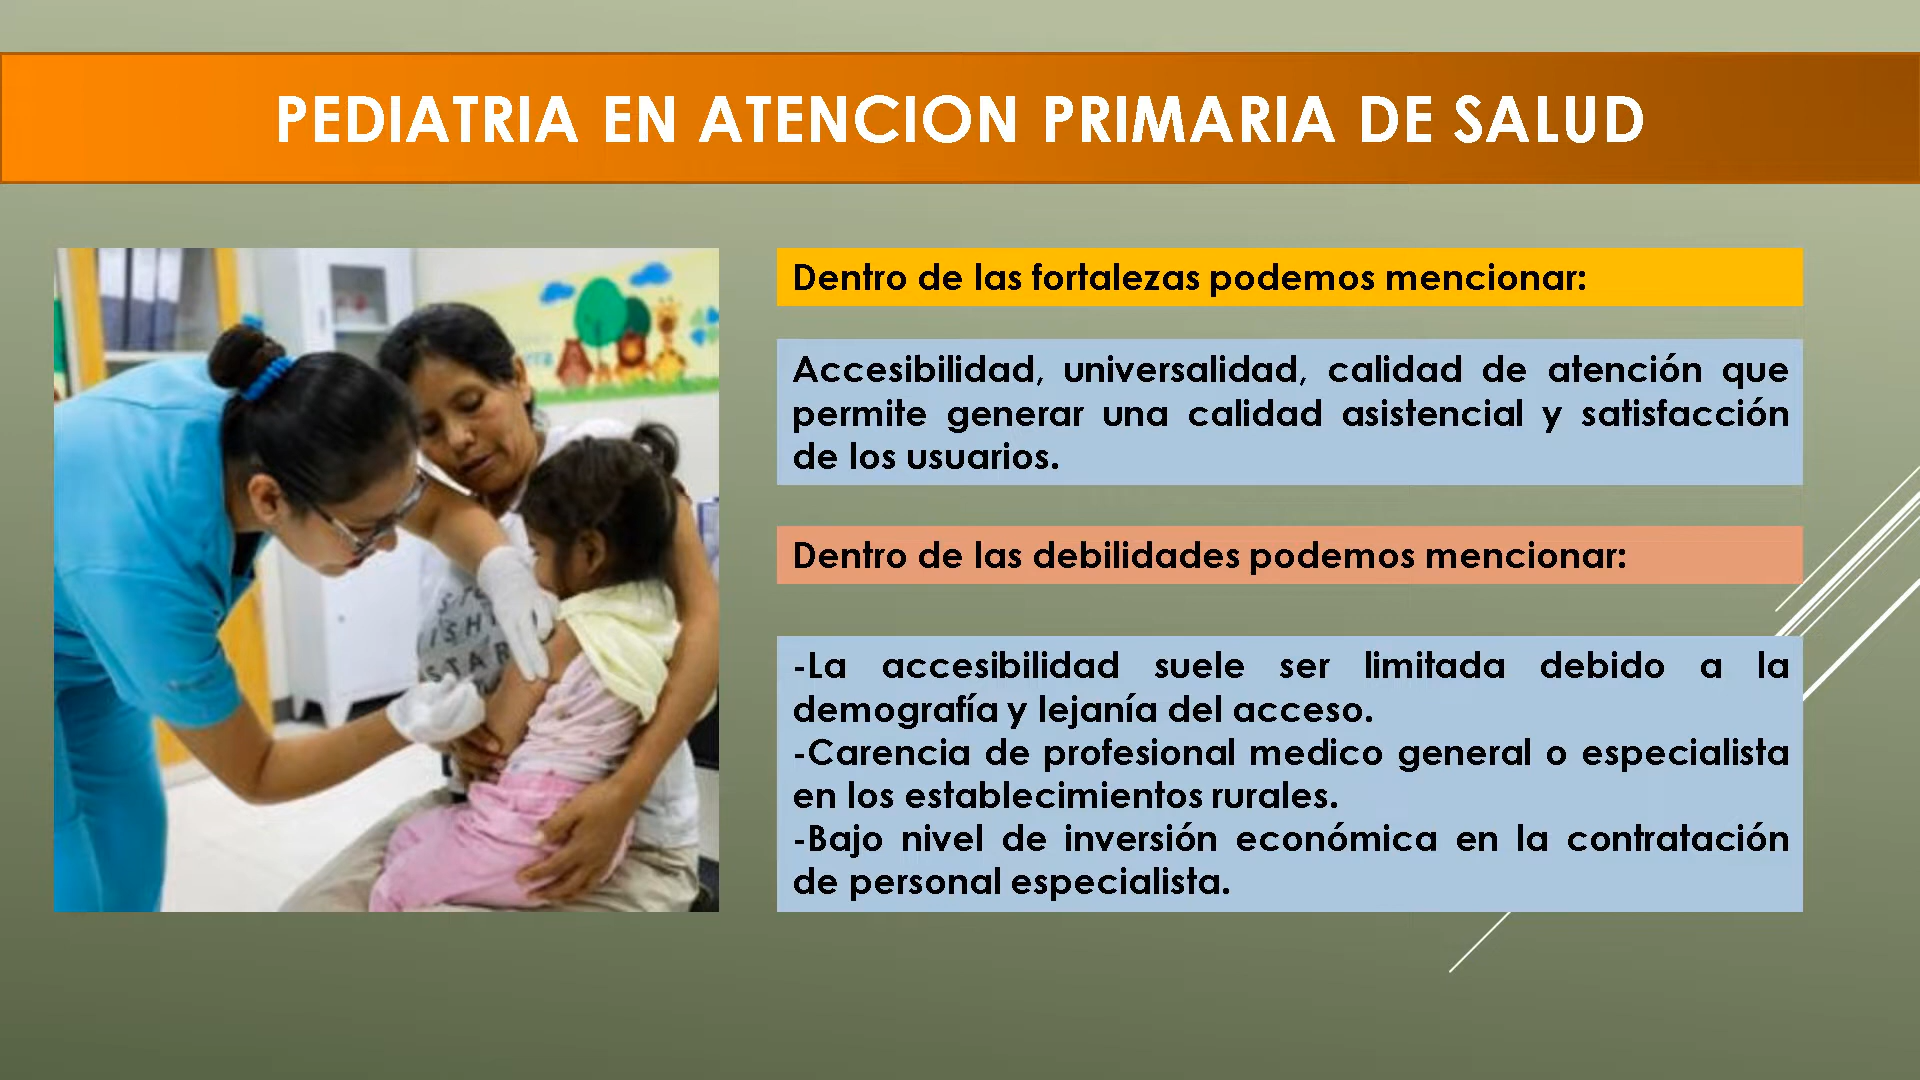 PEDIATRIA EN ATENCION PRIMARIA DE SALUD
Dentro de las fortalezas podemos mencionar:
Accesibilidad, universalidad, calidad de atención que
permite generar una calidad asistencial y satisfacción
de los usuarios.
Dentro de las debilidades podemos mencionar:
-La accesibilidad suele ser limitada debido a la
demografía y lejanía del acceso.
-Carencia de profesional medico general o especialista
en los establecimientos rurales.
-Bajo nivel de inversión económica en la contratación
de personal especialista.